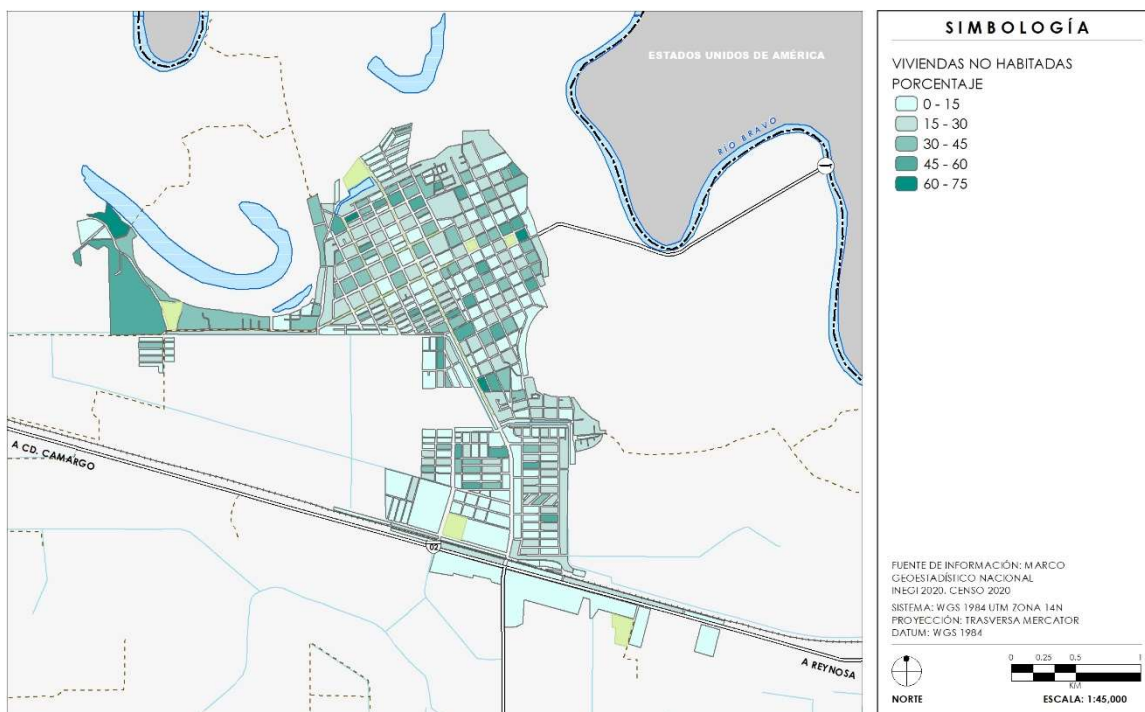 ESTADOS UNIDOS DE AMÉRICA
RÍO BRAVO
1
A CD. CAMARGO
02
A REYNOSA
SIMBOLOGÍA
VIVIENDAS NO HABITADAS
PORCENTAJE
0 - 15
15 - 30
30 - 45
45 - 60
60 - 75
FUENTE DE INFORMACIÓN: MARCO
GEOESTADÍSTICO NACIONAL
INEGI 2020. CENSO 2020
SISTEMA: WGS 1984 UTM ZONA 14N
PROYECCIÓN: TRASVERSA MERCATOR
DATUM: WGS 1984
NORTE
0 0.25 0.5 1
KM
ESCALA: 1:45,000